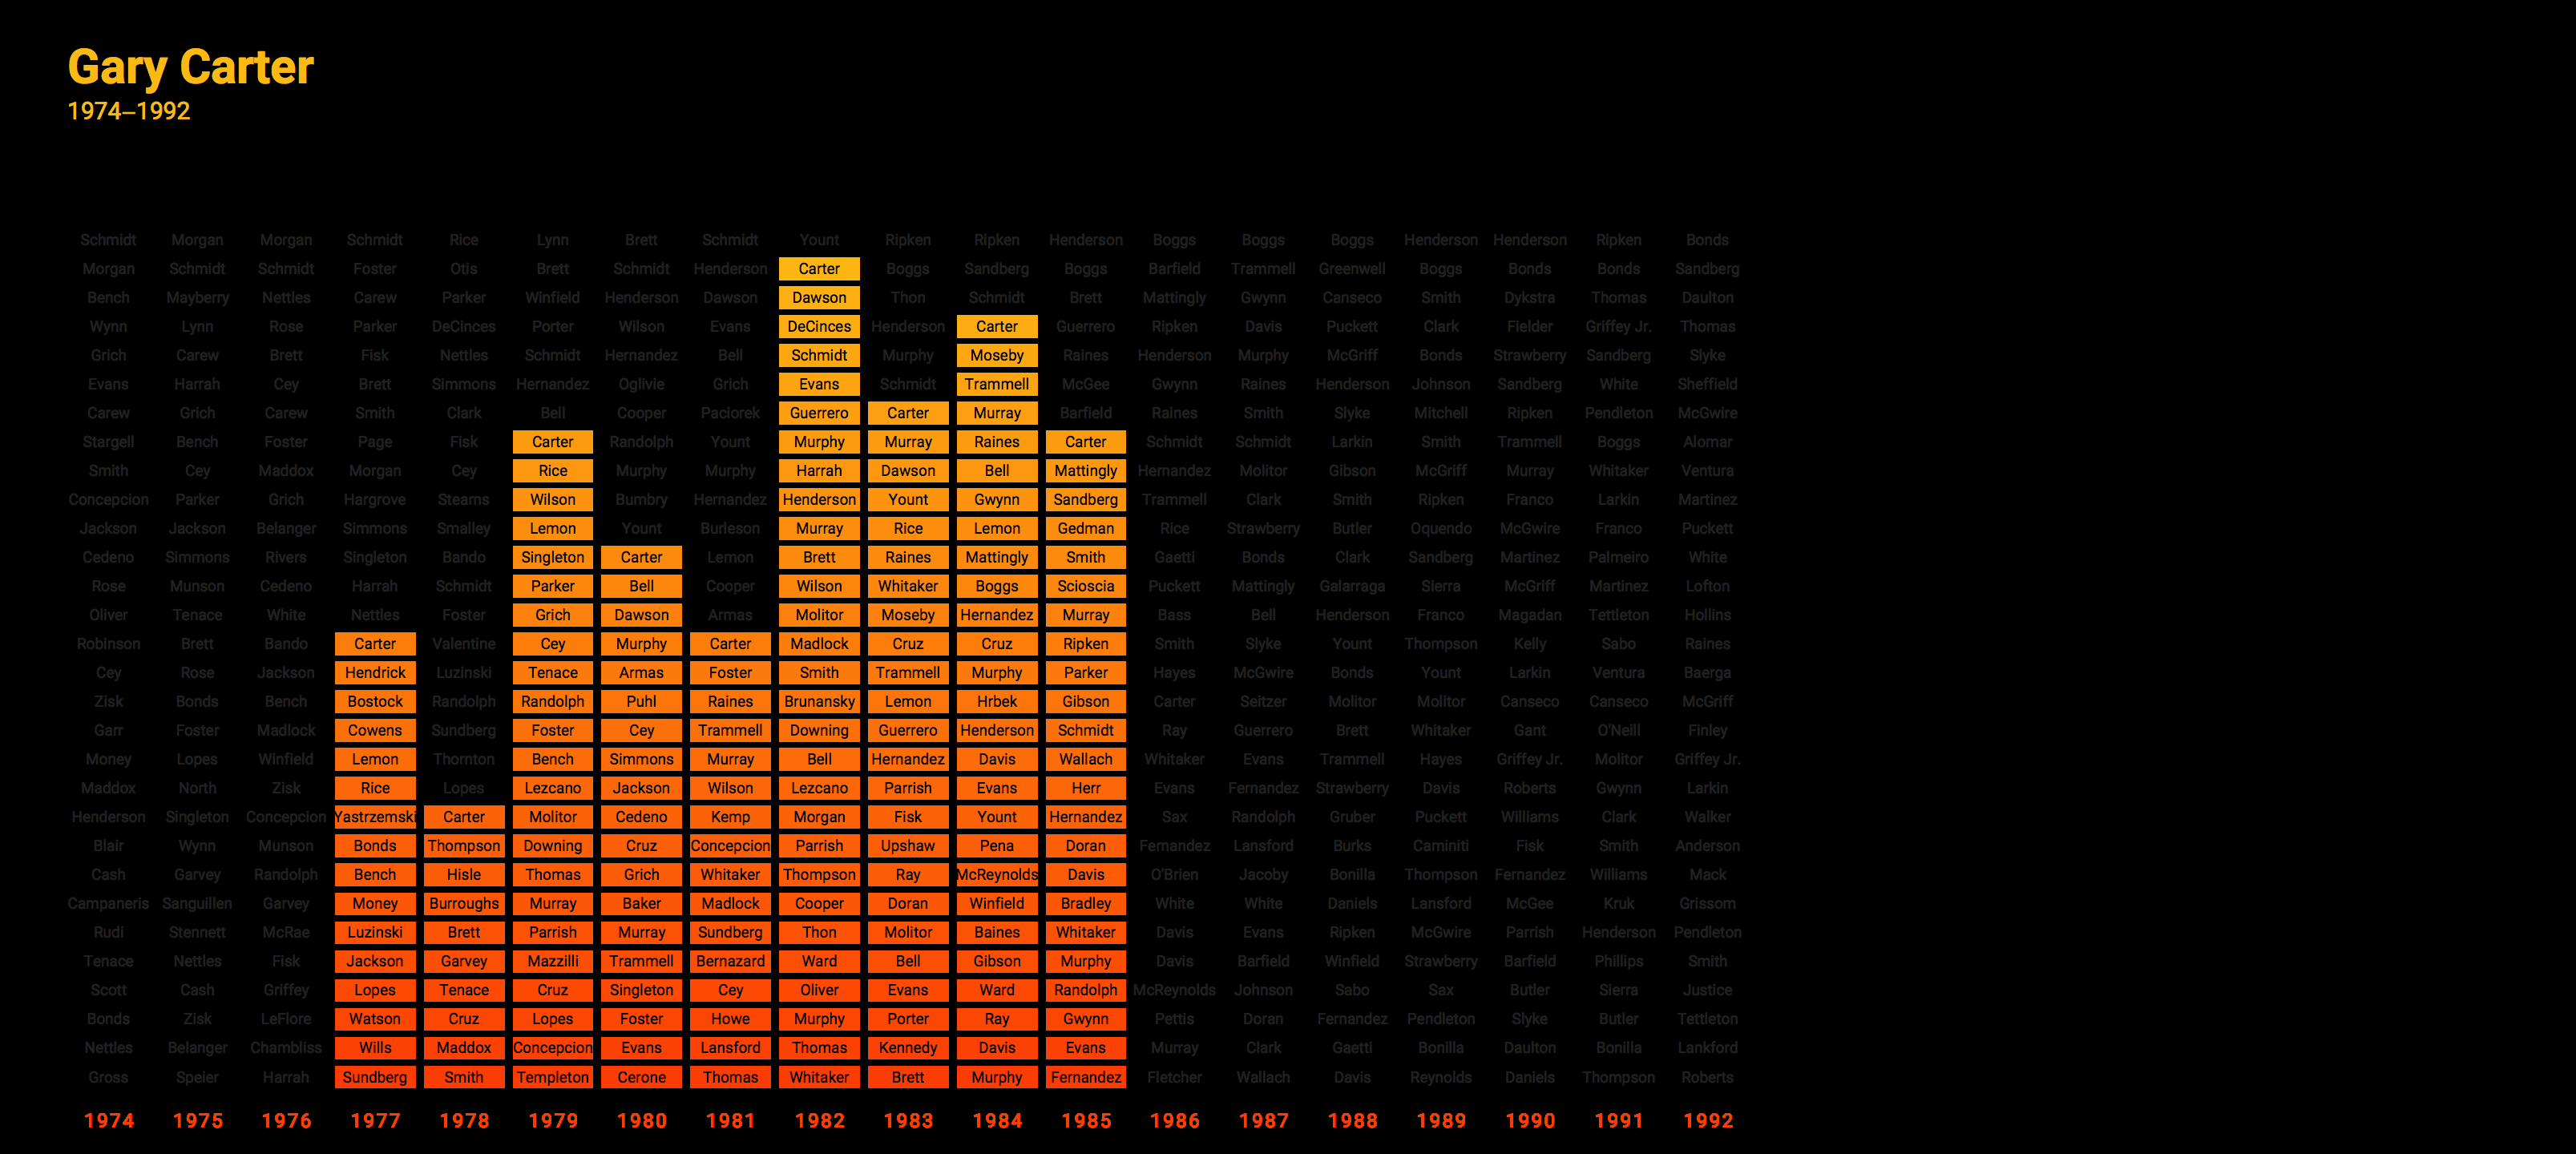 Gary Carter
1974–1992
Schmidt Morgan Morgan Schmidt Rice Lynn Brett Schmidt Yount Ripken Ripken Henderson Boggs Boggs Boggs Henderson Henderson Ripken Bonds
Morgan Schmidt Schmidt Foster Otis Brett Schmidt Henderson Carter Boggs Sandberg Boggs Barfield Trammell Greenwell Boggs Bonds Bonds Sandberg
Bench Mayberry Nettles Carew Parker Winfield Henderson Dawson Dawson Thon Schmidt Brett Mattingly Gwynn Canseco Smith Dykstra Thomas Daulton
Wynn Lynn Rose Parker DeCinces Porter Wilson Evans DeCinces Henderson Carter Guerrero Ripken Davis Puckett Clark Fielder Griffey Jr. Thomas
Grich Carew Brett Fisk Nettles Schmidt Hernandez Bell Schmidt Murphy Moseby Raines Henderson Murphy McGriff Bonds Strawberry Sandberg Slyke
Evans Harrah Cey Brett Simmons Hernandez Oglivie Grich Evans Schmidt Trammell McGee Gwynn Raines Henderson Johnson Sandberg White Sheffield
Carew Grich Carew Smith Clark Bell Cooper Paciorek Guerrero Carter Murray Barfield Raines Smith Slyke Mitchell Ripken Pendleton McGwire
Stargell Bench Foster Page Fisk Carter Randolph Yount Murphy Murray Raines Carter Schmidt Schmidt Larkin Smith Trammell Boggs Alomar
Smith Cey Maddox Morgan Cey Rice Murphy Murphy Harrah Dawson Bell Mattingly Hernandez Molitor Gibson McGriff Murray Whitaker Ventura
Concepcion Parker Grich Hargrove Stearns Wilson Bumbry Hernandez Henderson Yount Gwynn Sandberg Trammell Clark Smith Ripken Franco Larkin Martinez
Jackson Jackson Belanger Simmons Smalley Lemon Yount Burleson Murray Rice Lemon Gedman Rice Strawberry Butler Oquendo McGwire Franco Puckett
Cedeno Simmons Rivers Singleton Bando Singleton Carter Lemon Brett Raines Mattingly Smith Gaetti Bonds Clark Sandberg Martinez Palmeiro White
Rose Munson Cedeno Harrah Schmidt Parker Bell Cooper Wilson Whitaker Boggs Scioscia Puckett Mattingly Galarraga Sierra McGriff Martinez Lofton
Oliver Tenace White Nettles Foster Grich Dawson Armas Molitor Moseby Hernandez Murray Bass Bell Henderson Franco Magadan Tettleton Hollins
Robinson Brett Bando Carter Valentine Cey Murphy Carter Madlock Cruz Cruz Ripken Smith Slyke Yount Thompson Kelly Sabo Raines
Cey Rose Jackson Hendrick Luzinski Tenace Armas Foster Smith Trammell Murphy Parker Hayes McGwire Bonds Yount Larkin Ventura Baerga
Zisk Bonds Bench Bostock Randolph Randolph Puhl Raines Brunansky Lemon Hrbek Gibson Carter Seitzer Molitor Molitor Canseco Canseco McGriff
Garr Foster Madlock Cowens Sundberg Foster Cey Trammell Downing Guerrero Henderson Schmidt Ray Guerrero Brett Whitaker Gant O'Neill Finley
Money Lopes Winfield Lemon Thornton Bench Simmons Murray Bell Hernandez Davis Wallach Whitaker Evans Trammell Hayes Griffey Jr. Molitor Griffey Jr.
Maddox North Zisk Rice Lopes Lezcano Jackson Wilson Lezcano Parrish Evans Herr Evans Fernandez Strawberry Davis Roberts Gwynn Larkin
Henderson Singleton Concepcion Yastrzemski Carter Molitor Cedeno Kemp Morgan Fisk Yount Hernandez Sax Randolph Gruber Puckett Williams Clark Walker
Blair Wynn Munson Bonds Thompson Downing Cruz Concepcion Parrish Upshaw Pena Doran Fernandez Lansford Burks Caminiti Fisk Smith Anderson
Cash Garvey Randolph Bench Hisle Thomas Grich Whitaker Thompson Ray McReynolds Davis O'Brien Jacoby Bonilla Thompson Fernandez Williams Mack
Campaneris Sanguillen Garvey Money Burroughs Murray Baker Madlock Cooper Doran Winfield Bradley White White Daniels Lansford McGee Kruk Grissom
Rudi Stennett McRae Luzinski Brett Parrish Murray Sundberg Thon Molitor Baines Whitaker Davis Evans Ripken McGwire Parrish Henderson Pendleton
Tenace Nettles Fisk Jackson Garvey Mazzilli Trammell Bernazard Ward Bell Gibson Murphy Davis Barfield Winfield Strawberry Barfield Phillips Smith
Scott Cash Griffey Lopes Tenace Cruz Singleton Cey Oliver Evans Ward Randolph McReynolds Johnson Sabo Sax Butler Sierra Justice
Bonds Zisk LeFlore Watson Cruz Lopes Foster Howe Murphy Porter Ray Gwynn Pettis Doran Fernandez Pendleton Slyke Butler Tettleton
Nettles Belanger Chambliss Wills Maddox Concepcion Evans Lansford Thomas Kennedy Davis Evans Murray Clark Gaetti Bonilla Daulton Bonilla Lankford
Gross Speier Harrah Sundberg Smith Templeton Cerone Thomas Whitaker Brett Murphy Fernandez Fletcher Wallach Davis Reynolds Daniels Thompson Roberts
1974 1975 1976 1977 1978 1979 1980 1981 1982 1983 1984 1985 1986 1987 1988 1989 1990 1991 1992